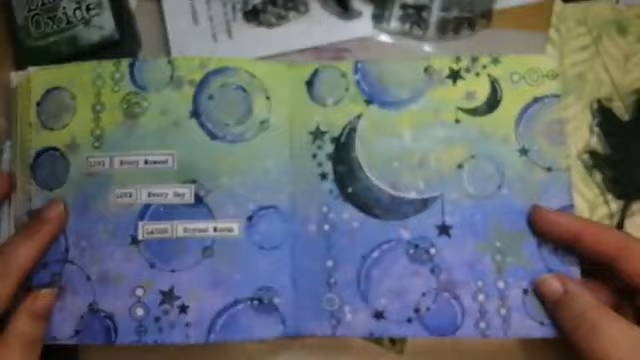 Oxide
LIVE Every Moment
LOVE Every Day
LAUGH Beyond Words